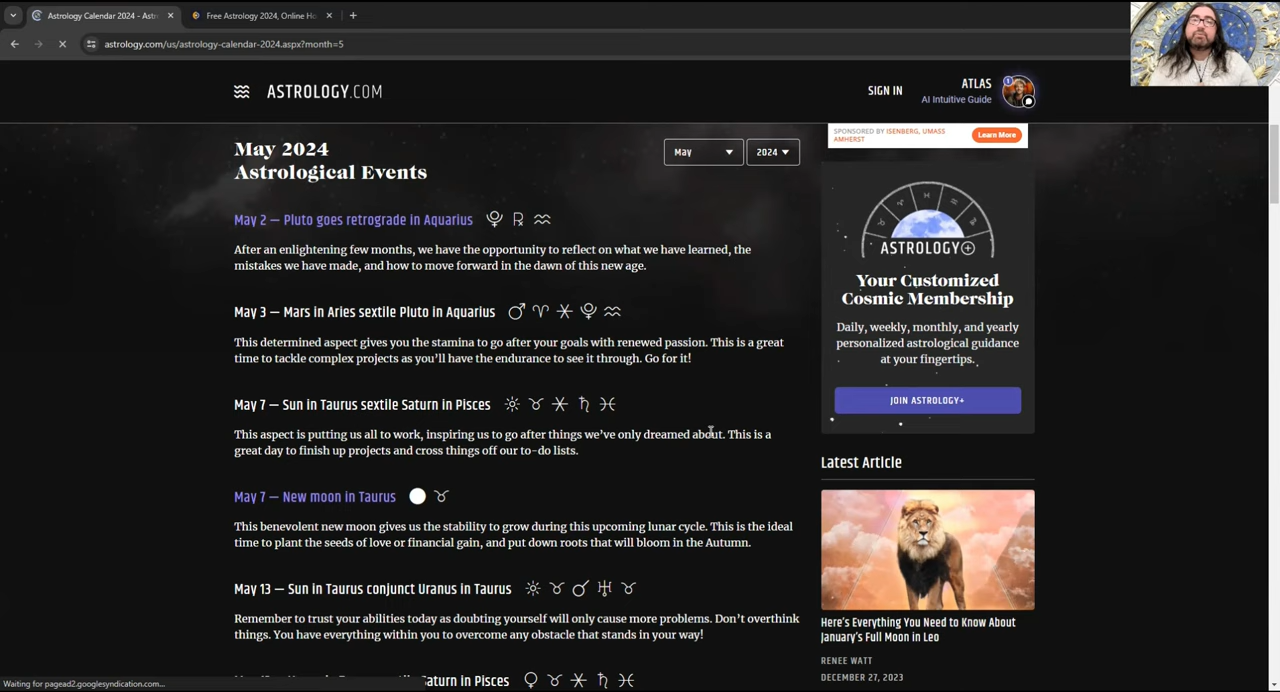 Astrology Calendar 2024 - Astro
Free Astrology 2024, Online Ho
astrology.com/us/astrology-calendar-2024.aspx?month=5
ASTROLOGY.COM
SIGN IN
ATLAS
AI Intuitive Guide
1
May 2024
Astrological Events
May
2024
May 2 — Pluto goes retrograde in Aquarius
After an enlightening few months, we have the opportunity to reflect on what we have learned, the
mistakes we have made, and how to move forward in the dawn of this new age.
May 3 — Mars in Aries sextile Pluto in Aquarius
This determined aspect gives you the stamina to go after your goals with renewed passion. This is a great
time to tackle complex projects as you’ll have the endurance to see it through. Go for it!
May 7 — Sun in Taurus sextile Saturn in Pisces
This aspect is putting us all to work, inspiring us to go after things we’ve only dreamed about. This is a
great day to finish up projects and cross things off our to-do lists.
May 7 — New moon in Taurus
This benevolent new moon gives us the stability to grow during this upcoming lunar cycle. This is the ideal
time to plant the seeds of love or financial gain, and put down roots that will bloom in the Autumn.
May 13 — Sun in Taurus conjunct Uranus in Taurus
Remember to trust your abilities today as doubting yourself will only cause more problems. Don’t overthink
things. You have everything within you to overcome any obstacle that stands in your way!
Saturn in Pisces
SPONSORED BY ISENBERG, UMASS
AMHERST
Learn More
ASTROLOGY+
Your Customized
Cosmic Membership
Daily, weekly, monthly, and yearly
personalized astrological guidance
at your fingertips.
JOIN ASTROLOGY+
Latest Article
Here’s Everything You Need to Know About
January’s Full Moon in Leo
RENEE WATT
DECEMBER 27, 2023
Waiting for pagead2.googlesyndication.com...